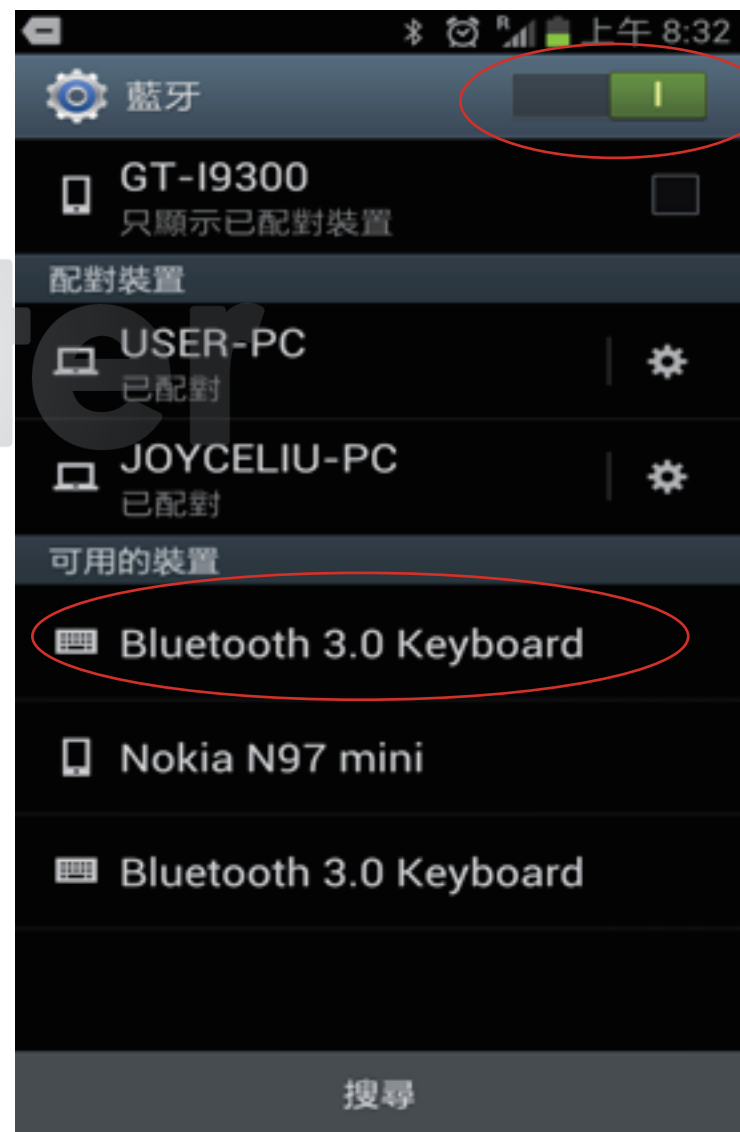 R
上午 8:32
藍牙
GT-I9300
只顯示已配對裝置
配對裝置
USER-PC
已配對
JOYCELIU-PC
已配對
可用的裝置
Bluetooth 3.0 Keyboard
Nokia N97 mini
Bluetooth 3.0 Keyboard
搜尋